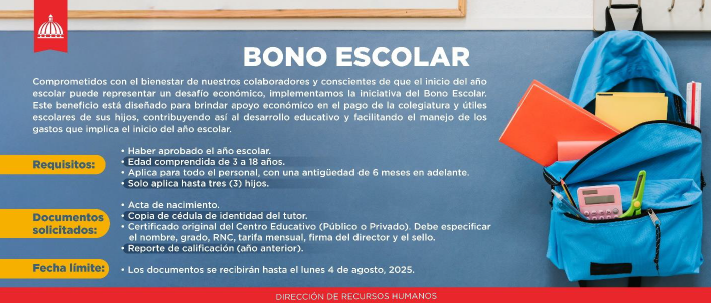 BONO ESCOLAR
Comprometidos con el bienestar de nuestros colaboradores y conscientes de que el inicio del año
escolar puede representar un desafío económico, implementamos la iniciativa del Bono Escolar.
Este beneficio está diseñado para brindar apoyo económico en el pago de la colegiatura y útiles
escolares de sus hijos, contribuyendo así al desarrollo educativo y facilitando el manejo de los
gastos que implica el inicio del año escolar.
Requisitos:
• Haber aprobado el año escolar.
• Edad comprendida de 3 a 18 años.
• Aplica para todo el personal, con una antigüedad de 6 meses en adelante.
• Solo aplica hasta tres (3) hijos.
Documentos
solicitados:
• Acta de nacimiento.
• Copia de cédula de identidad del tutor.
• Certificado original del Centro Educativo (Público o Privado). Debe especificar
el nombre, grado, RNC, tarifa mensual, firma del director y el sello.
• Reporte de calificación (año anterior).
Fecha límite:
• Los documentos se recibirán hasta el lunes 4 de agosto, 2025.
DIRECCIÓN DE RECURSOS HUMANOS